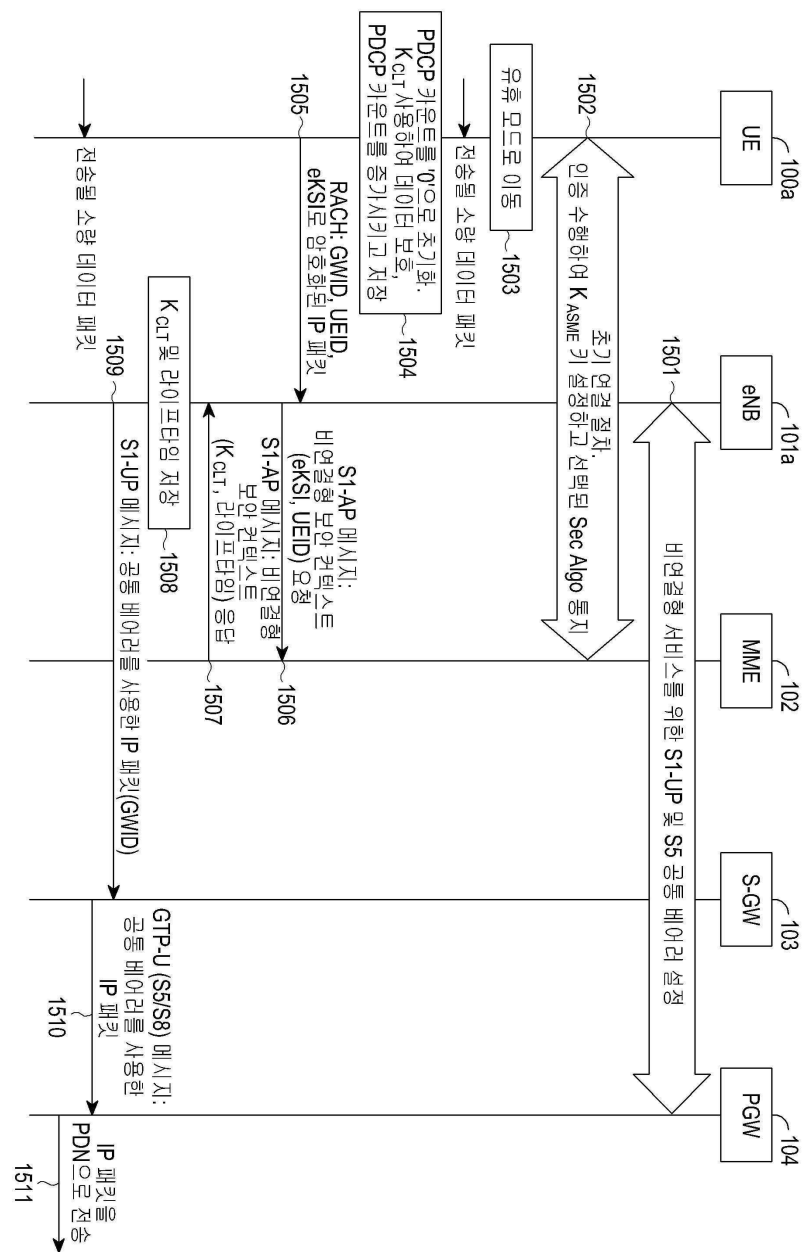 UE
100a
eNB
101a
MME
102
S-GW
103
PGW
104
1501
비연결형 서비스를 위한 S1-UP 및 S5 공통 베어러 설정
1502
초기 연결 절차.
인증 수행하여 K ASME 키 설정하고 선택된 Sec Algo 통지
유휴 모드로 이동
1503
전송될 소량 데이터 패킷
PDCP 카운트를 '0'으로 초기화.
K CLT 사용하여 데이터 보호,
PDCP 카운트를 증가시키고 저장
1504
1505
RACH: GWID, UEID,
eKSI로 암호화된 IP 패킷
S1-AP 메시지:
비연결형 보안 컨텍스트
(eKSI, UEID) 요청
1506
S1-AP 메시지: 비연결형
보안 컨텍스트
(K CLT, 라이프타임) 응답
1507
K CLT 및 라이프타임 저장
1508
전송될 소량 데이터 패킷
1509
S1-UP 메시지: 공통 베어러를 사용한 IP 패킷(GWID)
GTP-U (S5/S8) 메시지:
공통 베어러를 사용한
IP 패킷
1510
IP 패킷을
PDN으로 전송
1511